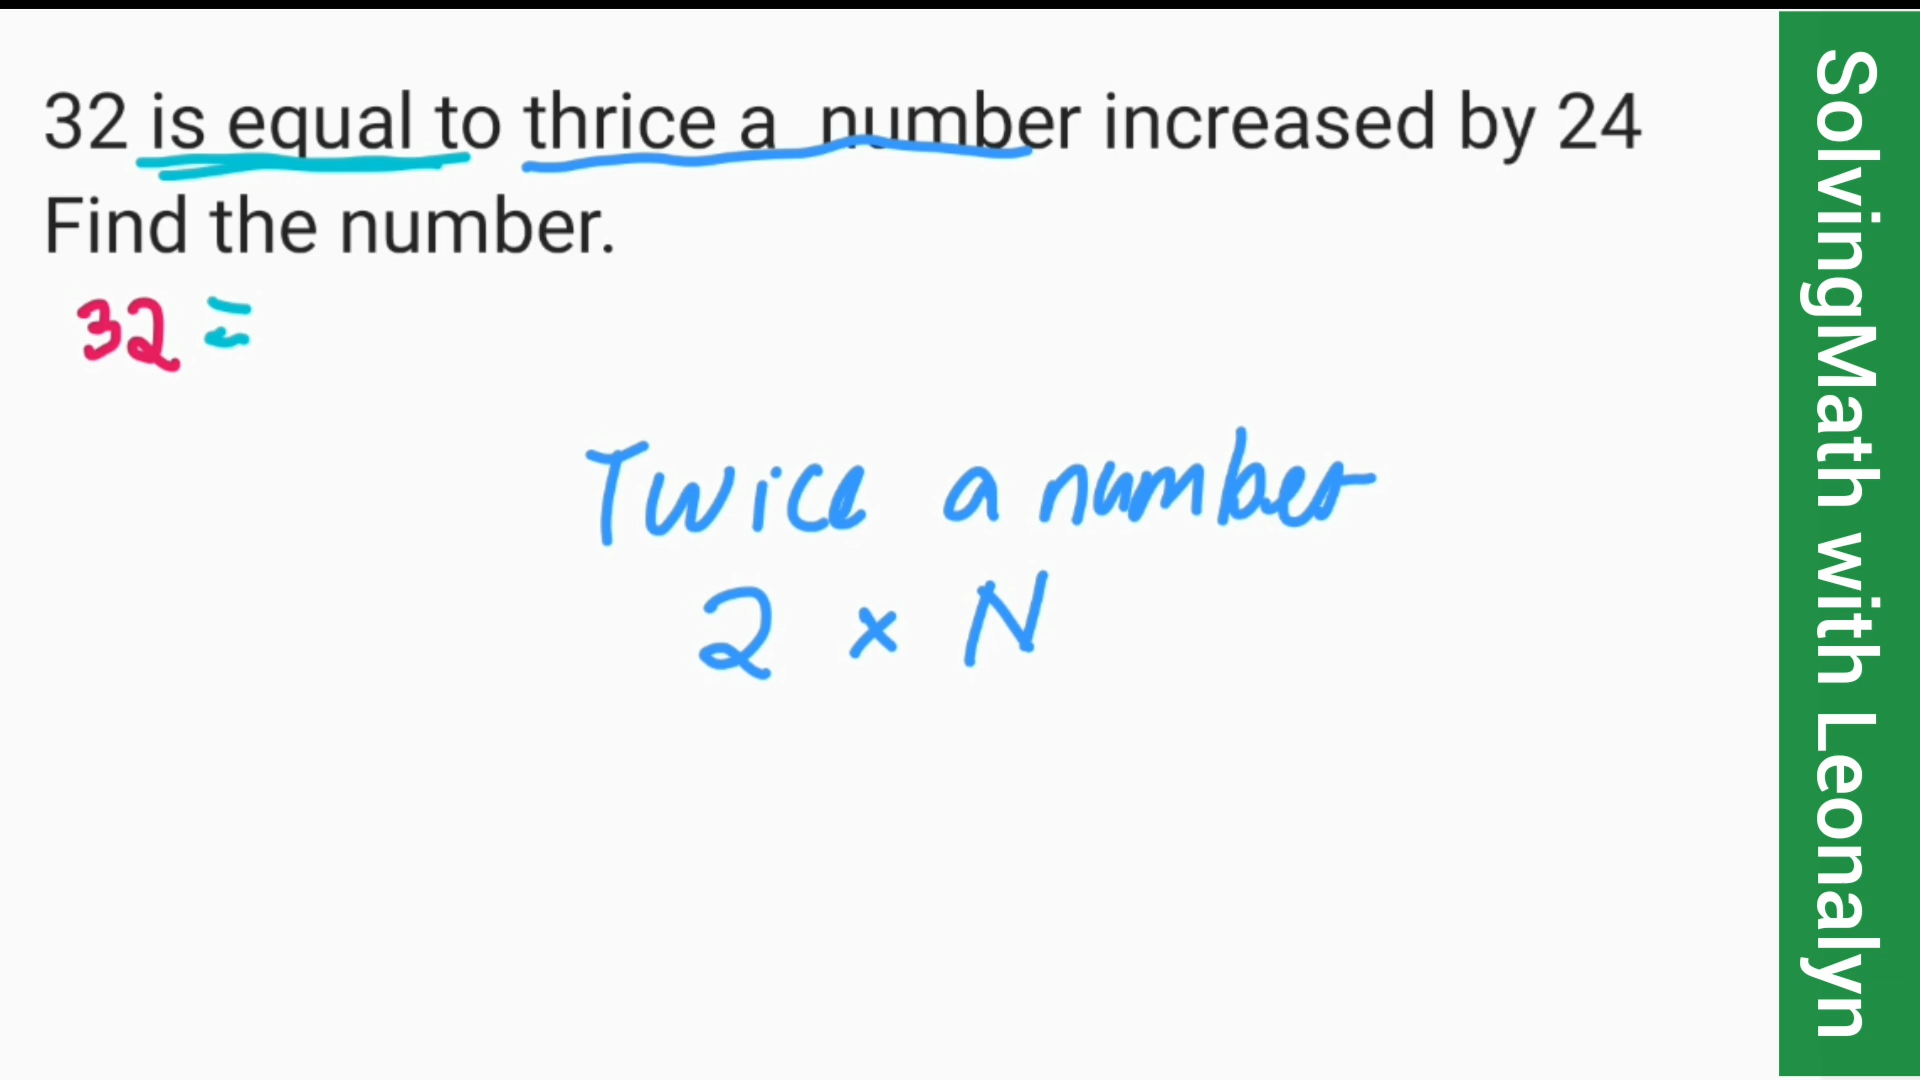 32 is equal to thrice a number increased by 24
Find the number.
32 =
Twice a number
2 × N
SolvingMath with Leonalyn